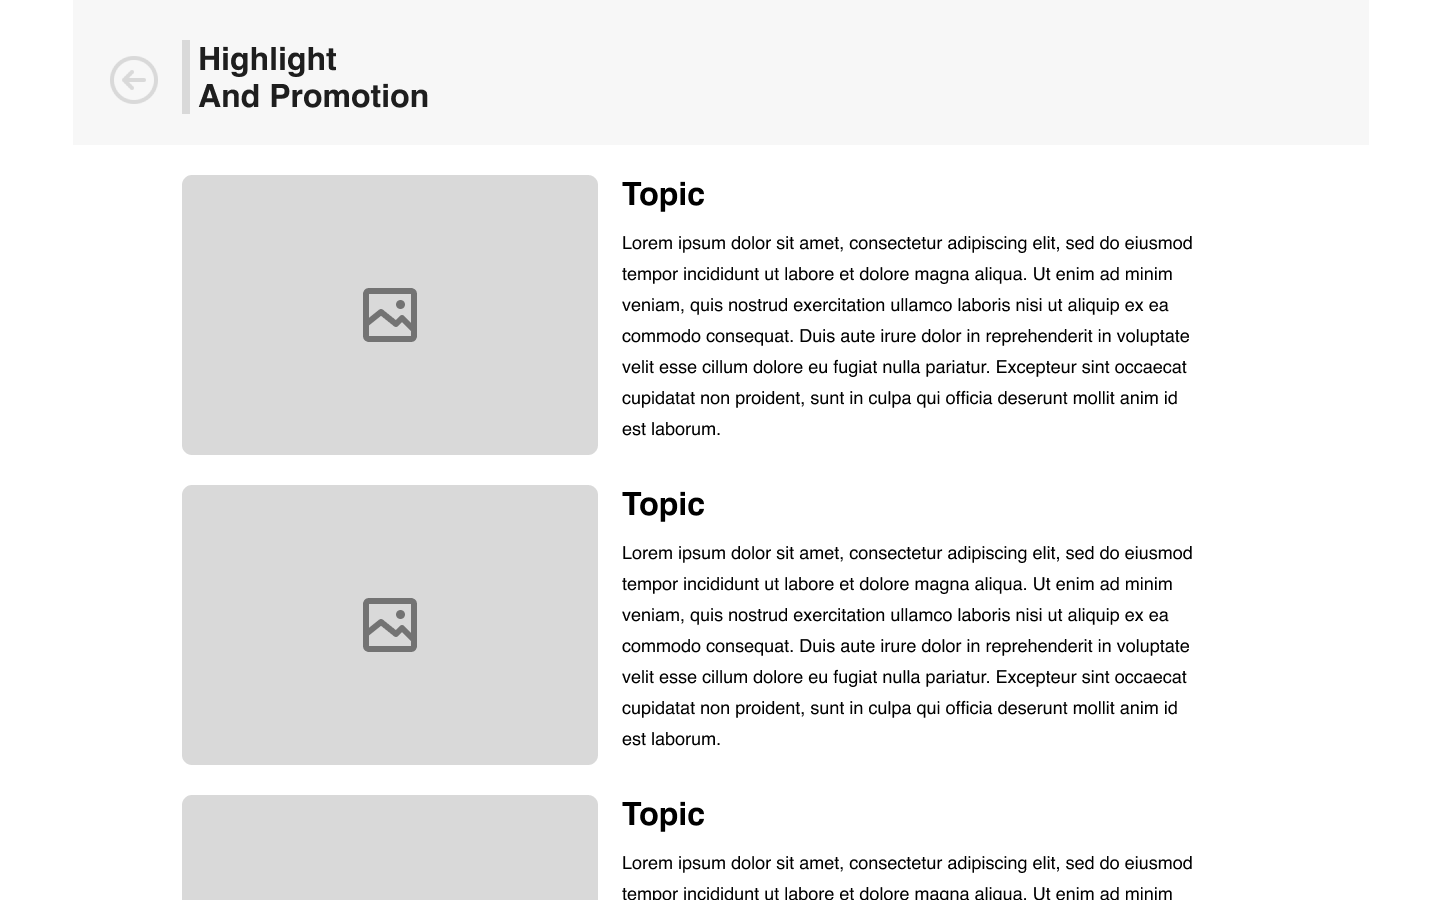 Highlight
And Promotion
Topic
Lorem ipsum dolor sit amet, consectetur adipiscing elit, sed do eiusmod
tempor incididunt ut labore et dolore magna aliqua. Ut enim ad minim
veniam, quis nostrud exercitation ullamco laboris nisi ut aliquip ex ea
commodo consequat. Duis aute irure dolor in reprehenderit in voluptate
velit esse cillum dolore eu fugiat nulla pariatur. Excepteur sint occaecat
cupidatat non proident, sunt in culpa qui officia deserunt mollit anim id
est laborum.
Topic
Lorem ipsum dolor sit amet, consectetur adipiscing elit, sed do eiusmod
tempor incididunt ut labore et dolore magna aliqua. Ut enim ad minim
veniam, quis nostrud exercitation ullamco laboris nisi ut aliquip ex ea
commodo consequat. Duis aute irure dolor in reprehenderit in voluptate
velit esse cillum dolore eu fugiat nulla pariatur. Excepteur sint occaecat
cupidatat non proident, sunt in culpa qui officia deserunt mollit anim id
est laborum.
Topic
Lorem ipsum dolor sit amet, consectetur adipiscing elit, sed do eiusmod
tempor incididunt ut labore et dolore magna aliqua. Ut enim ad minim